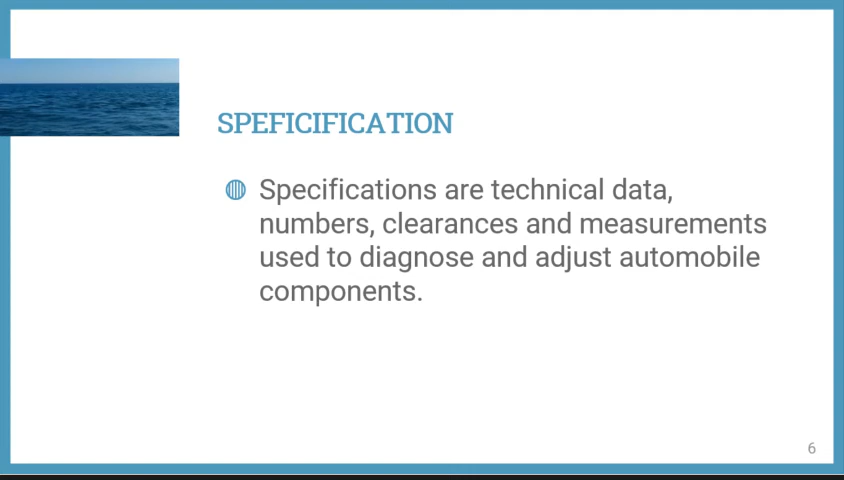 SPEFICIFICATION
Specifications are technical data,
numbers, clearances and measurements
used to diagnose and adjust automobile
components.
6